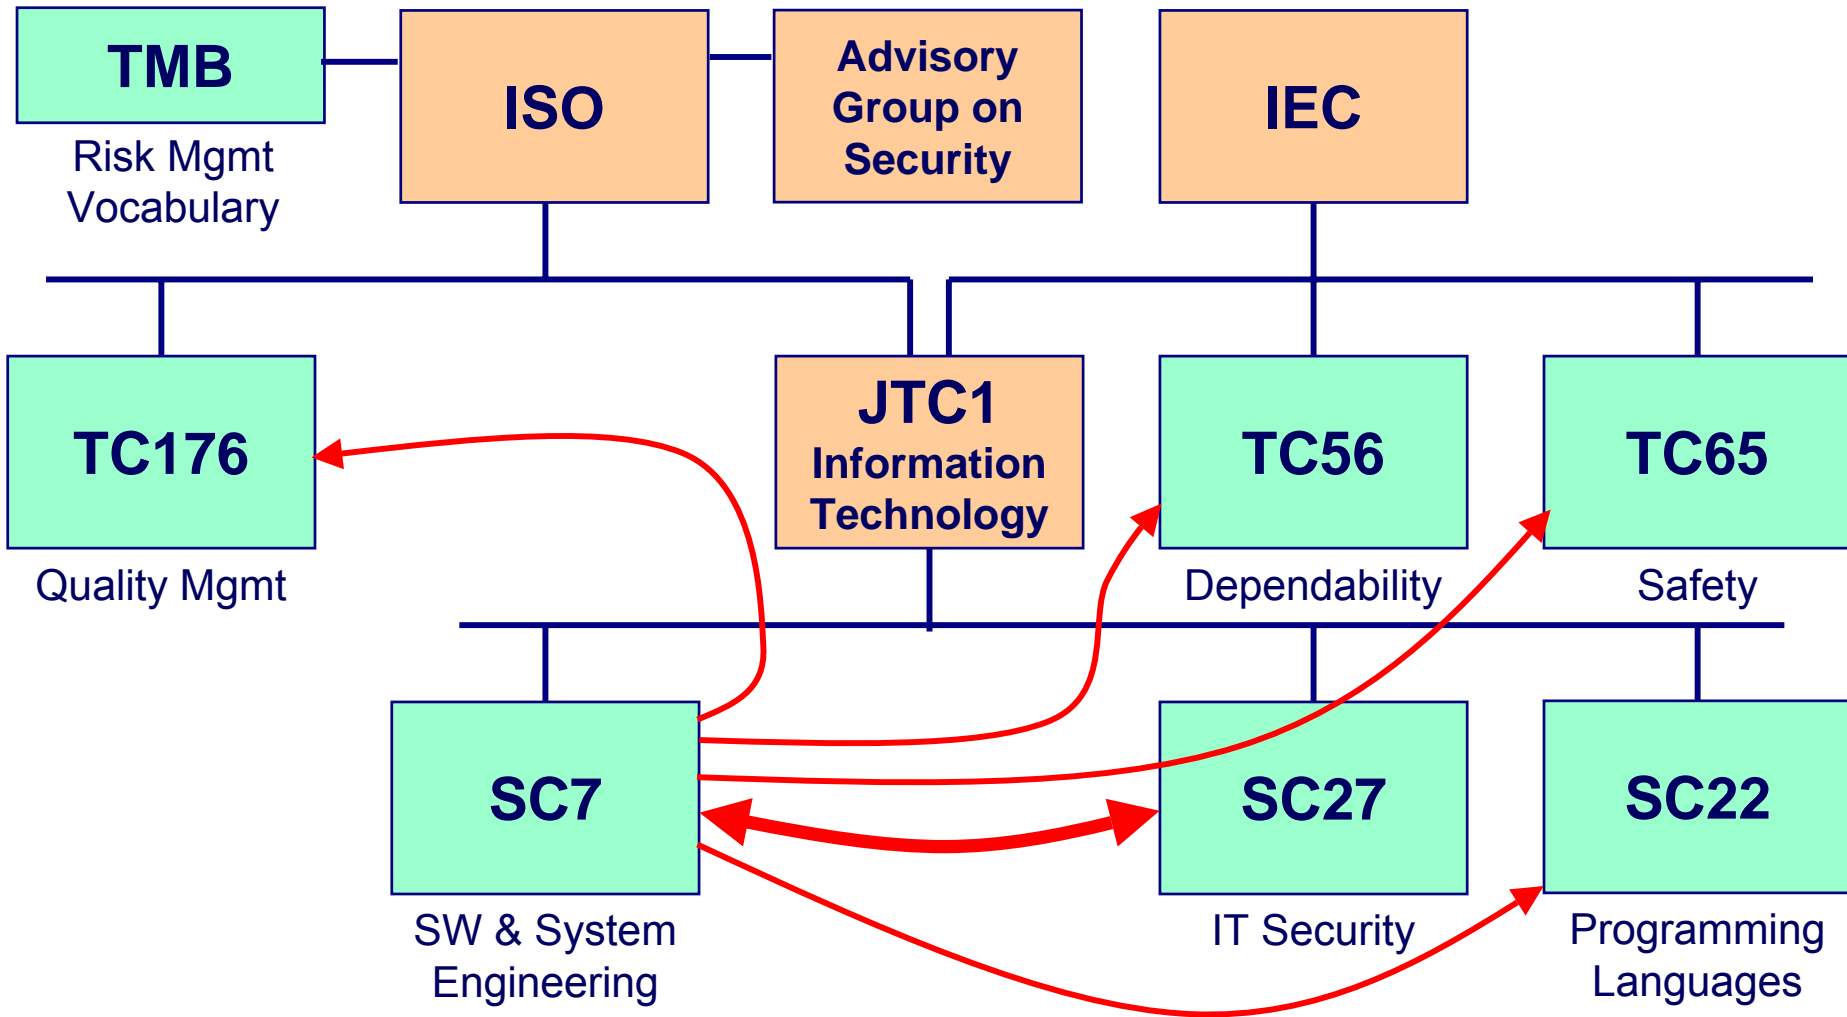 TMB
Risk Mgmt
Vocabulary
ISO
Advisory
Group on
Security
IEC
TC176
Quality Mgmt
JTC1
Information
Technology
TC56
Dependability
TC65
Safety
SC7
SW & System
Engineering
SC27
IT Security
SC22
Programming
Languages